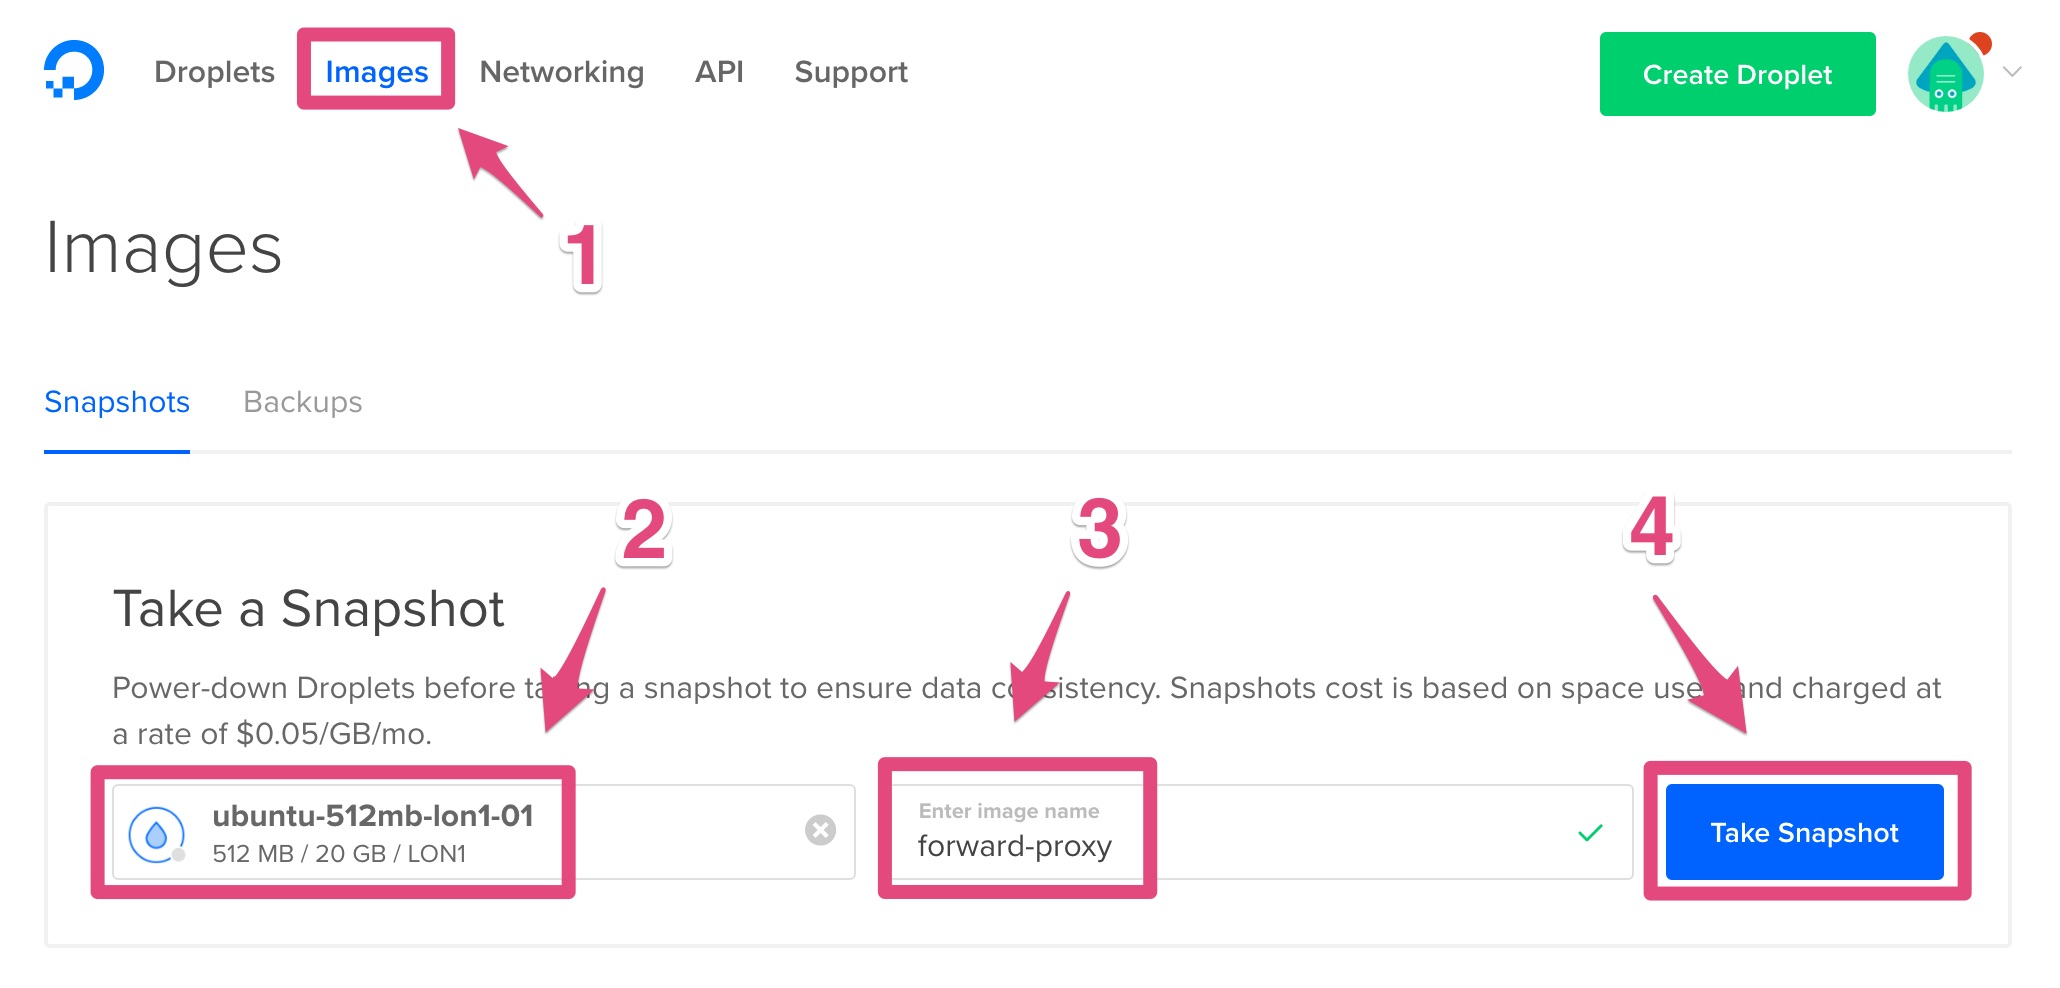 Droplets Images Networking API Support Create Droplet
1
Images
Snapshots Backups
2 3 4
Take a Snapshot
Power-down Droplets before ta g a snapshot to ensure data co sistency. Snapshots cost is based on space use and charged at
a rate of $0.05/GB/mo.
ubuntu-512mb-lon1-01
512 MB / 20 GB / LON1
Enter image name
forward-proxy
Take Snapshot